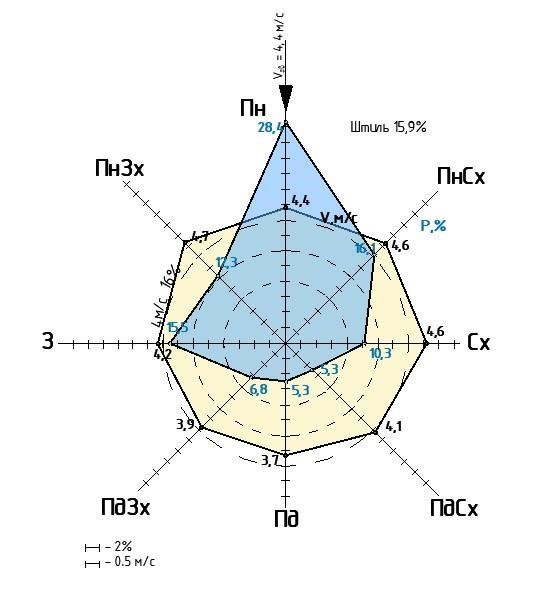 V₌₀ = 4,4 м/с
Пн
28,4
Штиль 15,9%
ПнЗх
ПнСх
4,4
V,м/с
P,%
4,7
16,1
4,6
12,3
4м/с 16%
15,5
З
4,2
4,6
Сх
10,3
5,3
6,8
5,3
3,9
4,1
3,7
ПдЗх
Пд
ПдСх
- 2%
- 0.5 м/с